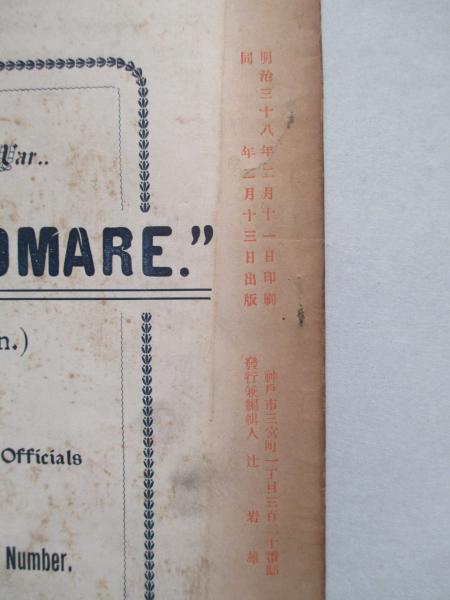 War..
OMARE.”
n.)
Officials
Number,
明治三十八年二月十一日印刷
同年二月十三日出版
神戸市三宮町一丁目三百二十番邸
發行兼編輯人 辻岩雄